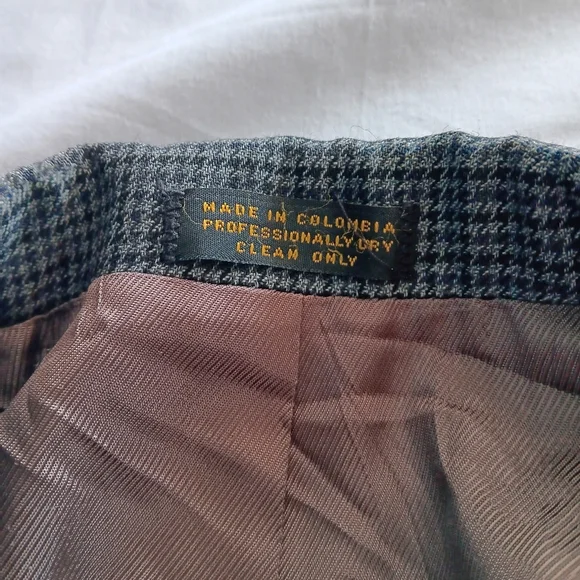 MADE IN COLOMBIA
PROFESSIONALLY DRY
CLEAN ONLY